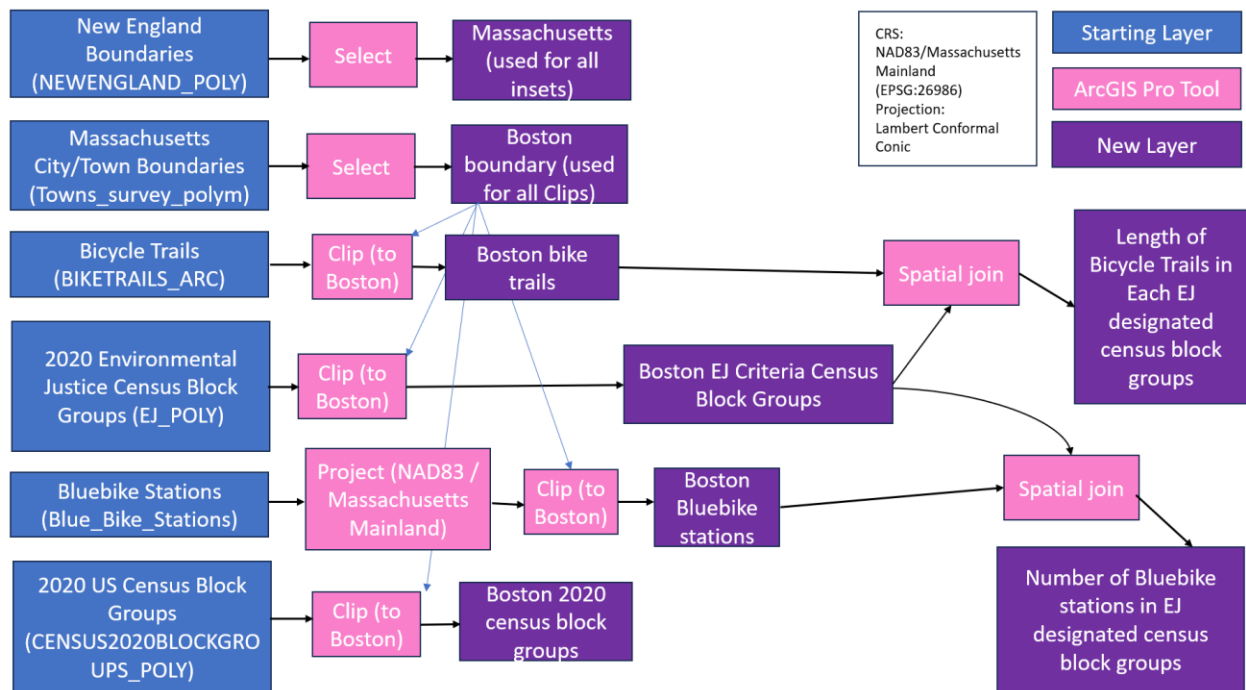 New England
Boundaries
(NEWENGLAND_POLY)
Select
Massachusetts
(used for all
insets)
CRS:
NAD83/Massachusetts
Mainland
(EPSG:26986)
Projection:
Lambert Conformal
Conic
Starting Layer
ArcGIS Pro Tool
New Layer
Massachusetts
City/Town Boundaries
(Towns_survey_polym)
Select
Boston
boundary (used
for all Clips)
Bicycle Trails
(BIKETRAILS_ARC)
Clip (to
Boston)
Boston bike
trails
Spatial join
Length of
Bicycle Trails in
Each EJ
designated
census block
groups
2020 Environmental
Justice Census Block
Groups (EJ_POLY)
Clip (to
Boston)
Boston EJ Criteria Census
Block Groups
Bluebike Stations
(Blue_Bike_Stations)
Project (NAD83 /
Massachusetts
Mainland)
Clip (to
Boston)
Boston
Bluebike
stations
Spatial join
2020 US Census Block
Groups
(CENSUS2020BLOCKGRO
UPS_POLY)
Clip (to
Boston)
Boston 2020
census block
groups
Number of Bluebike
stations in EJ
designated census
block groups